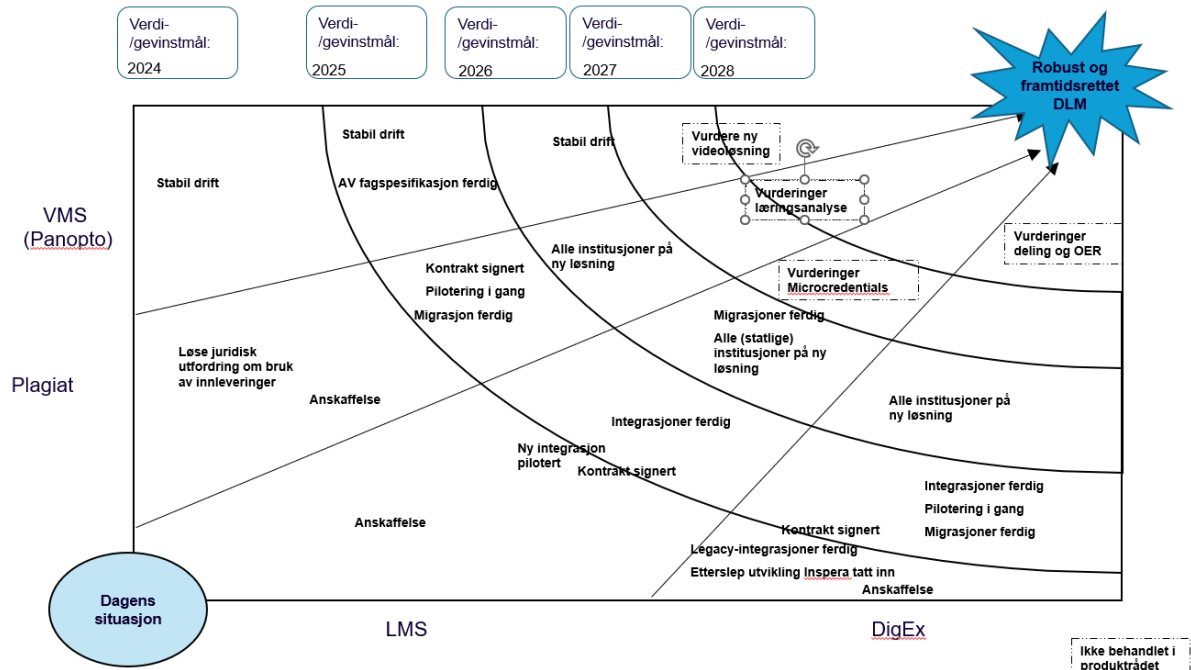 Verdi-
/gevinstmål:
2024
Verdi-
/gevinstmål:
2025
Verdi-
/gevinstmål:
2026
Verdi-
/gevinstmål:
2027
Verdi-
/gevinstmål:
2028
Robust og
framtidsrettet
DLM
VMS
(Panopto)
Stabil drift
Stabil drift
AV fagspesifikasjon ferdig
Stabil drift
Vurdere ny
videoløsning
Vurderinger
læringsanalyse
Vurderinger
deling og OER
Vurderinger
Microcredentials
Alle institusjoner på
ny løsning
Kontrakt signert
Pilotering i gang
Migrasjon ferdig
Plagiat
Løse juridisk
utfordring om bruk
av innleveringer
Anskaffelse
Migrasjoner ferdig
Alle (statlige)
institusjoner på ny
løsning
Alle institusjoner på
ny løsning
Integrasjoner ferdig
Ny integrasjon
pilotert
Kontrakt signert
Anskaffelse
Integrasjoner ferdig
Pilotering i gang
Migrasjoner ferdig
Kontrakt signert
Legacy-integrasjoner ferdig
Etterslep utvikling Inspera tatt inn
Anskaffelse
Dagens
situasjon
LMS
DigEx
Ikke behandlet i
produktrådet